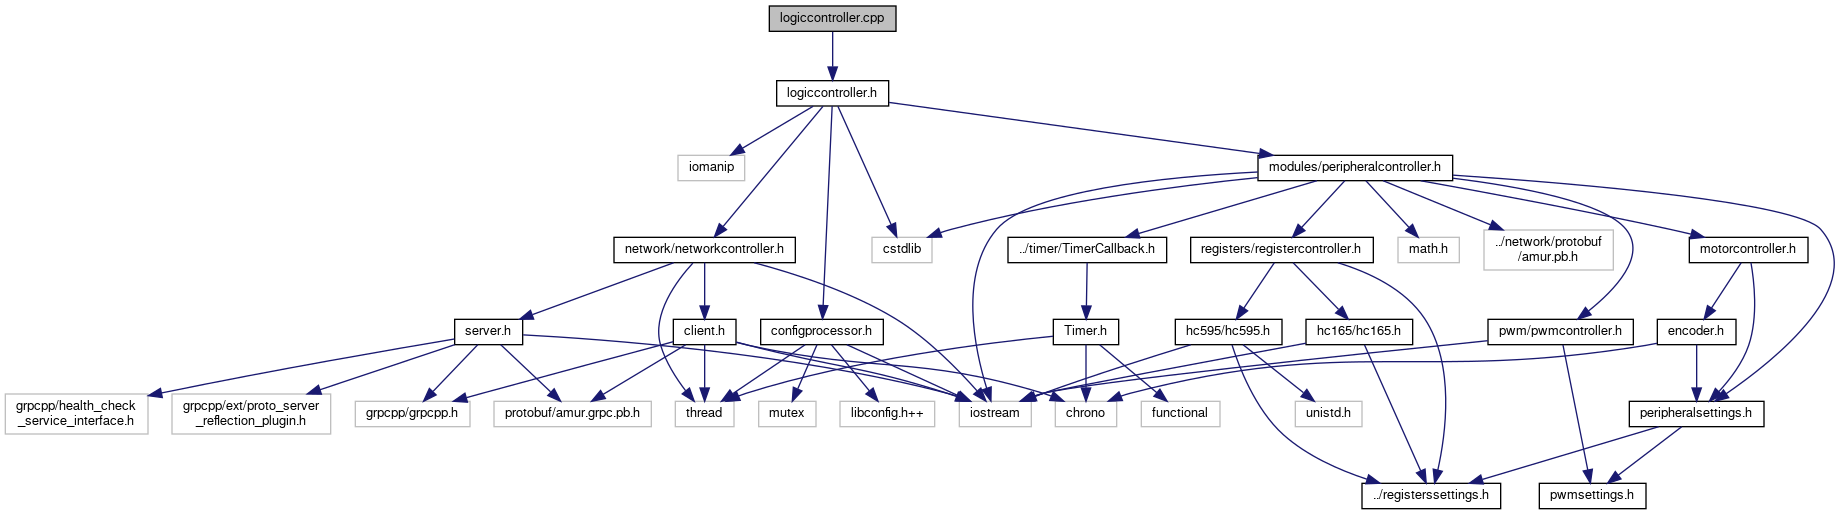 logiccontroller.cpp
logiccontroller.h
iomanip
modules/peripheralcontroller.h
network/networkcontroller.h
cstdlib
../timer/TimerCallback.h
registers/registercontroller.h
math.h
../network/protobuf
/amur.pb.h
motorcontroller.h
server.h
client.h
configprocessor.h
Timer.h
hc595/hc595.h
hc165/hc165.h
pwm/pwmcontroller.h
encoder.h
grpcpp/health_check
_service_interface.h
grpcpp/ext/proto_server
_reflection_plugin.h
grpcpp/grpcpp.h
protobuf/amur.grpc.pb.h
thread
mutex
libconfig.h++
iostream
chrono
functional
unistd.h
peripheralsettings.h
../registerssettings.h
pwmsettings.h